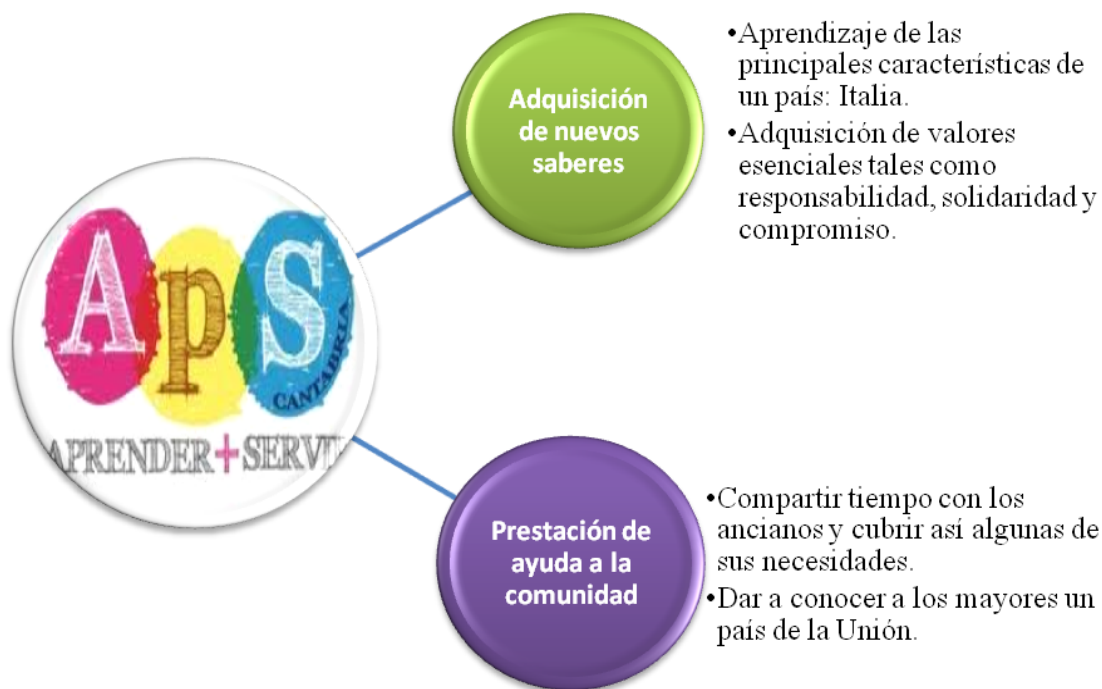 Adquisición
de nuevos
saberes
•Aprendizaje de las
principales características de
un país: Italia.
•Adquisición de valores
esenciales tales como
responsabilidad, solidaridad y
compromiso.
ApS
CANTABRIA
APRENDER+SERVI
Prestación de
ayuda a la
comunidad
•Compartir tiempo con los
ancianos y cubrir así algunas de
sus necesidades.
•Dar a conocer a los mayores un
país de la Unión.